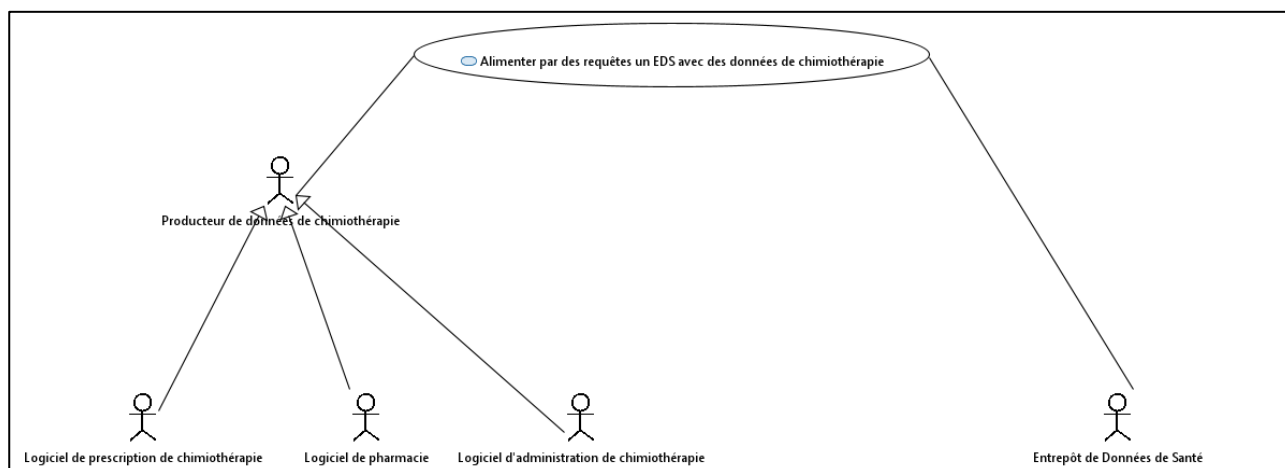 Alimenter par des requêtes un EDS avec des données de chimiothérapie
Producteur de données de chimiothérapie
Logiciel de prescription de chimiothérapie
Logiciel de pharmacie
Logiciel d'administration de chimiothérapie
Entrepôt de Données de Santé